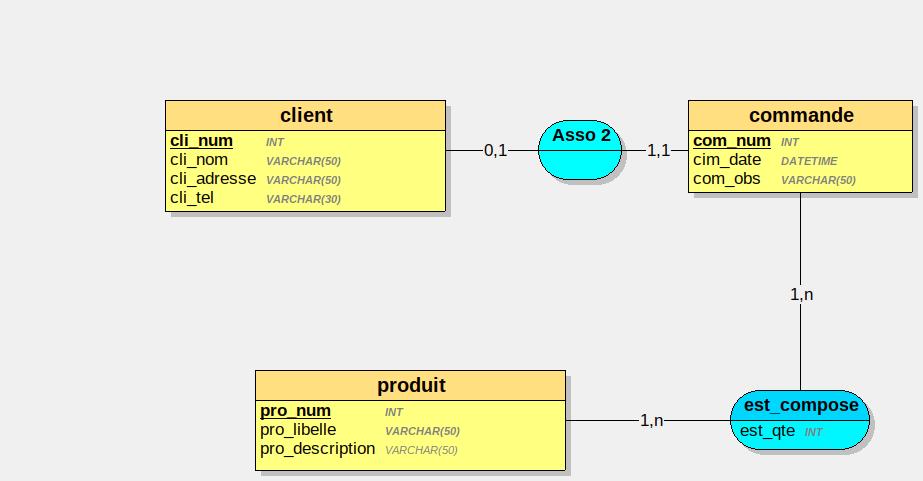 client
cli_num INT
cli_nom VARCHAR(50)
cli_adresse VARCHAR(50)
cli_tel VARCHAR(30)
0,1
Asso 2
1,1
commande
com_num INT
cim_date DATETIME
com_obs VARCHAR(50)
1,n
produit
pro_num INT
pro_libelle VARCHAR(50)
pro_description VARCHAR(50)
1,n
est_compose
est_qte INT